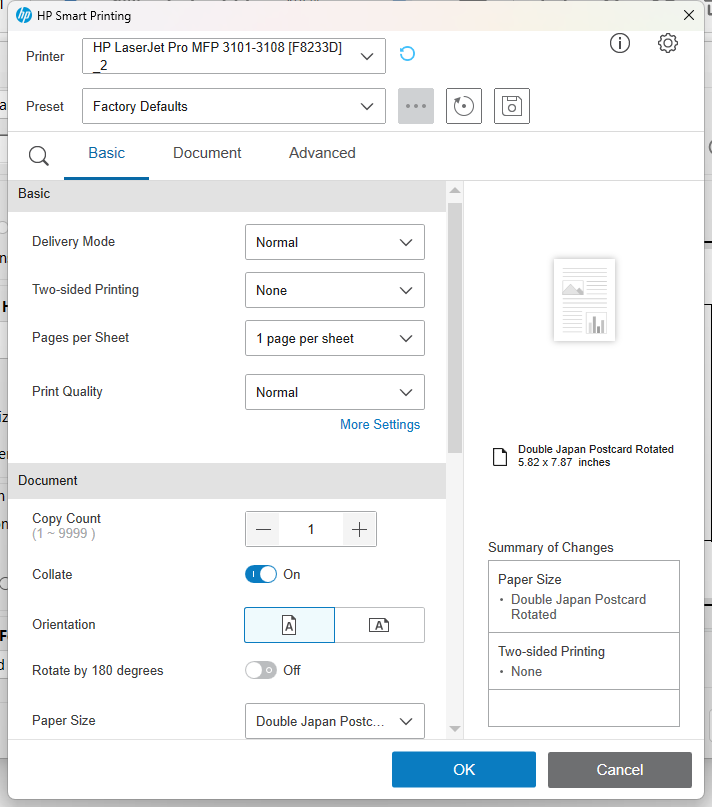 HP Smart Printing
Printer
HP LaserJet Pro MFP 3101-3108 [F8233D]
_2
Preset
Factory Defaults
Basic
Document
Advanced
Basic
Delivery Mode
Normal
Two-sided Printing
None
Pages per Sheet
1 page per sheet
Print Quality
Normal
More Settings
Document
Copy Count
(1 ~ 9999 )
1
Collate
On
Orientation
A
A
Rotate by 180 degrees
Off
Paper Size
Double Japan Postc...
Double Japan Postcard Rotated
5.82 x 7.87 inches
Summary of Changes
Paper Size
• Double Japan Postcard
Rotated
Two-sided Printing
• None
OK
Cancel